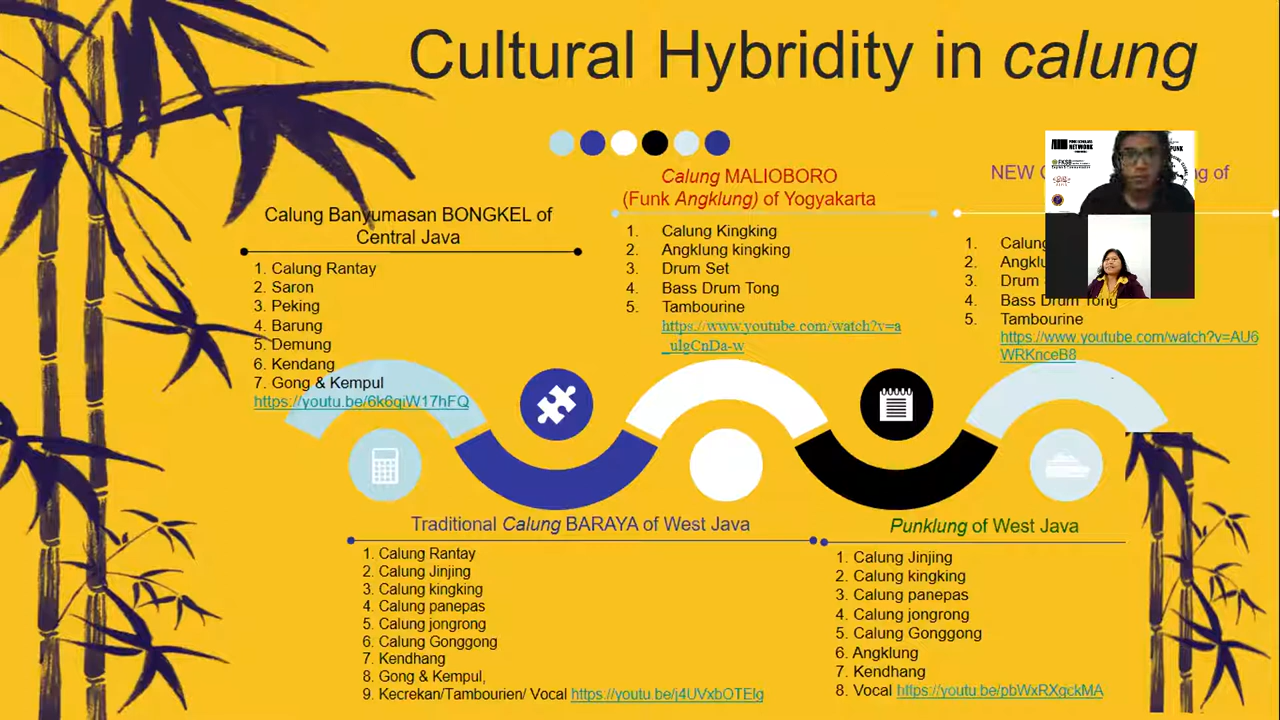 Cultural Hybridity in calung
Calung Banyumasan BONGKEL of
Central Java
1. Calung Rantay
2. Saron
3. Peking
4. Barung
5. Demung
6. Kendang
7. Gong & Kempul
https://youtu.be/6k6qiW17hFQ
Calung MALIOBORO
(Funk Angklung) of Yogyakarta
1. Calung Kingking
2. Angklung kingking
3. Drum Set
4. Bass Drum Tong
5. Tambourine
https://www.youtube.com/watch?v=a
_ulgCnDa-w
NEW
of
1. Calung
2.
3. Drum
4. Bass Drum Tong
5. Tambourine
https://www.youtube.com/watch?v=AU6
WRKnceB8
NETWORK
PUNK
Traditional Calung BARAYA of West Java
1. Calung Rantay
2. Calung Jinjing
3. Calung kingking
4. Calung panepas
5. Calung jongrong
6. Calung Gonggong
7. Kendhang
8. Gong & Kempul,
9. Kecrekan/Tambourien/ Vocal https://youtu.be/j4UVxbOTElg
Punklung of West Java
1. Calung Jinjing
2. Calung kingking
3. Calung panepas
4. Calung jongrong
5. Calung Gonggong
6. Angklung
7. Kendhang
8. Vocal https://youtu.be/pbWxRXgckMA